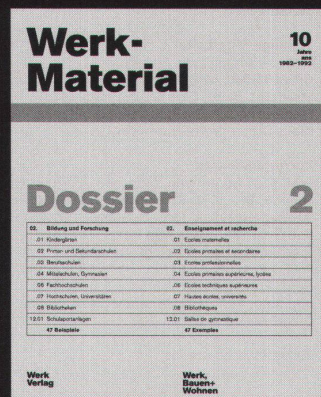 Werk-
Material
10
Jahre
ans
1982–1992
Dossier 2
02. Bildung und Forschung 02. Enseignement et recherche
.01 Kindergärten .01 Ecoles maternelles
.02 Primar- und Sekundarschulen .02 Ecoles primaires et secondaires
.03 Berufsschulen .03 Ecoles professionnelles
.04 Mittelschulen, Gymnasien .04 Ecoles primaires supérieures, lycées
.06 Fachhochschulen .06 Ecoles techniques supérieures
.07 Hochschulen, Universitäten .07 Hautes écoles, universités
.08 Bibliotheken .08 Bibliothèques
12.01 Schulsportanlagen 12.01 Salles de gymnastique
47 Beispiele 47 Exemples
Werk
Verlag
Werk,
Bauen+
Wohnen